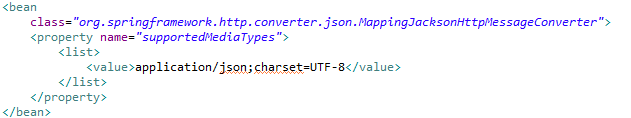 <bean
class="org.springframework.http.converter.json.MappingJacksonHttpMessageConverter">
<property name="supportedMediaTypes">
<list>
<value>application/json;charset=UTF-8</value>
</list>
</property>
</bean>